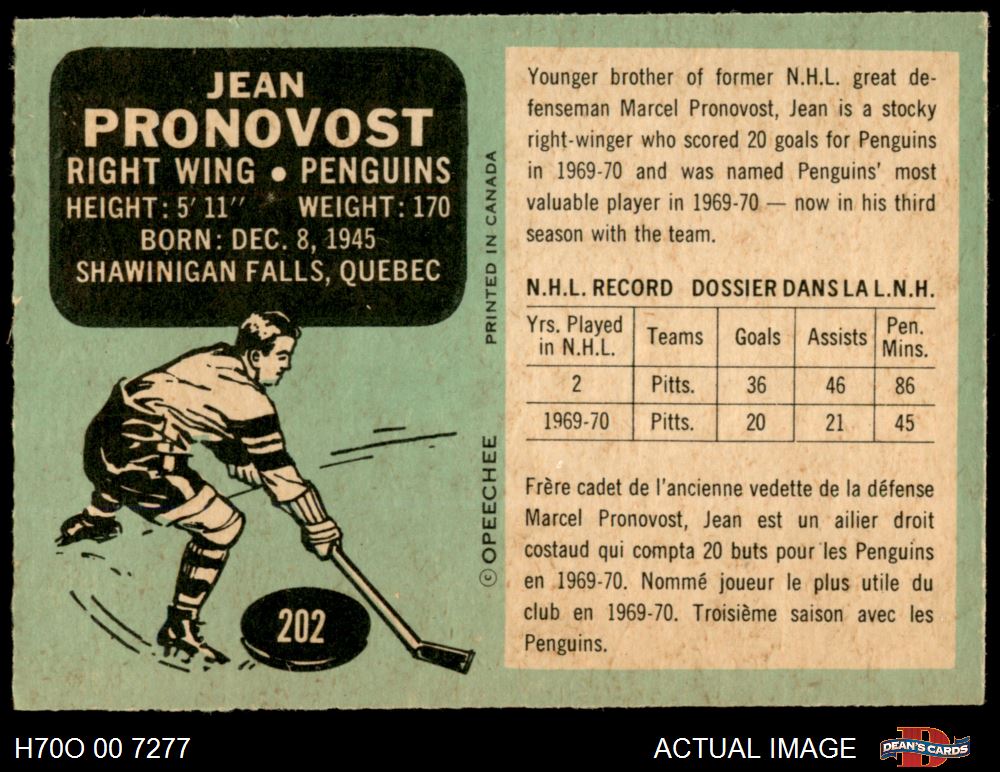 JEAN
PRONOVOST
RIGHT WING • PENGUINS
HEIGHT: 5' 11'' WEIGHT: 170
BORN: DEC. 8, 1945
SHAWINIGAN FALLS, QUEBEC
PRINTED IN CANADA
© OPEECHEE
202
Younger brother of former N.H.L. great de-
fenseman Marcel Pronovost, Jean is a stocky
right-winger who scored 20 goals for Penguins
in 1969-70 and was named Penguins' most
valuable player in 1969-70 — now in his third
season with the team.
N.H.L. RECORD DOSSIER DANS LA L.N.H.
Yrs. Played in N.H.L. Teams Goals Assists Pen. Mins.
2 Pitts. 36 46 86
1969-70 Pitts. 20 21 45
Frère cadet de l'ancienne vedette de la défense
Marcel Pronovost, Jean est un ailier droit
costaud qui compta 20 buts pour les Penguins
en 1969-70. Nommé joueur le plus utile du
club en 1969-70. Troisième saison avec les
Penguins.
H70O 00 7277
ACTUAL IMAGE
D
DEAN'S CARDS